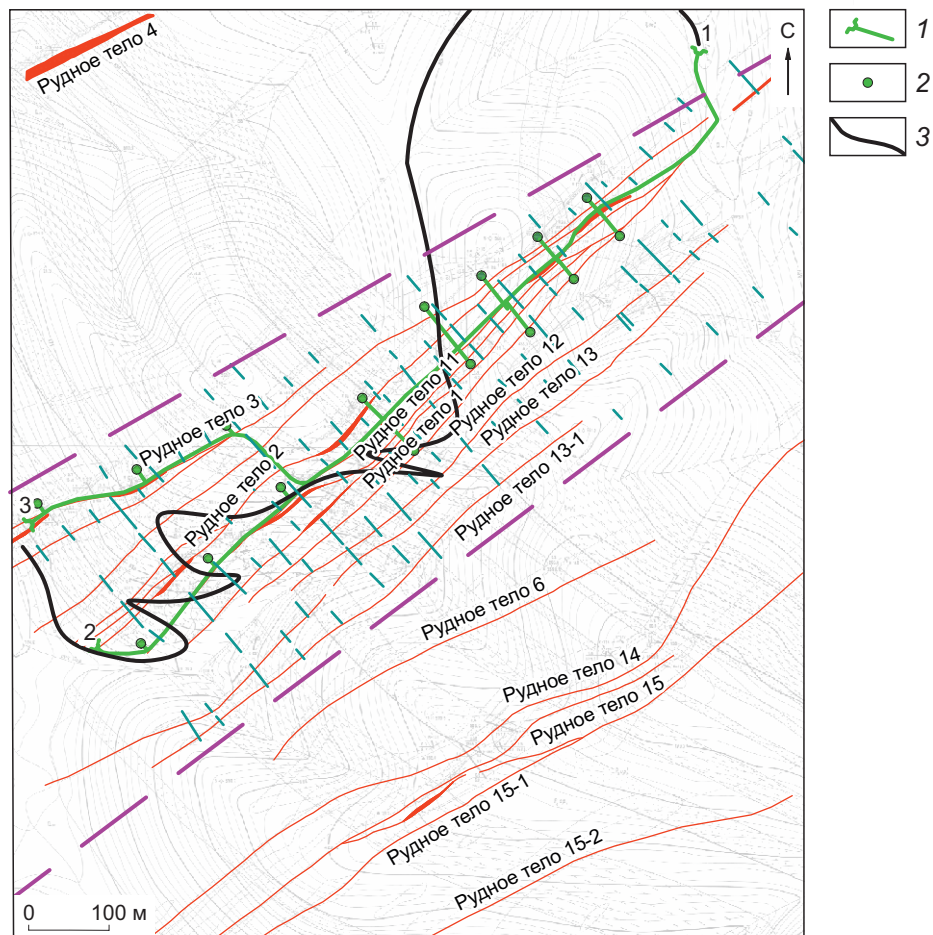 Рудное тело 4
1
С
1
2
3
Рудное тело 12
Рудное тело 11
Рудное тело 13
Рудное тело 3
Рудное тело 1
Рудное тело 2
Рудное тело 13-1
3
2
Рудное тело 6
Рудное тело 14
Рудное тело 15
Рудное тело 15-1
Рудное тело 15-2
0 100 м